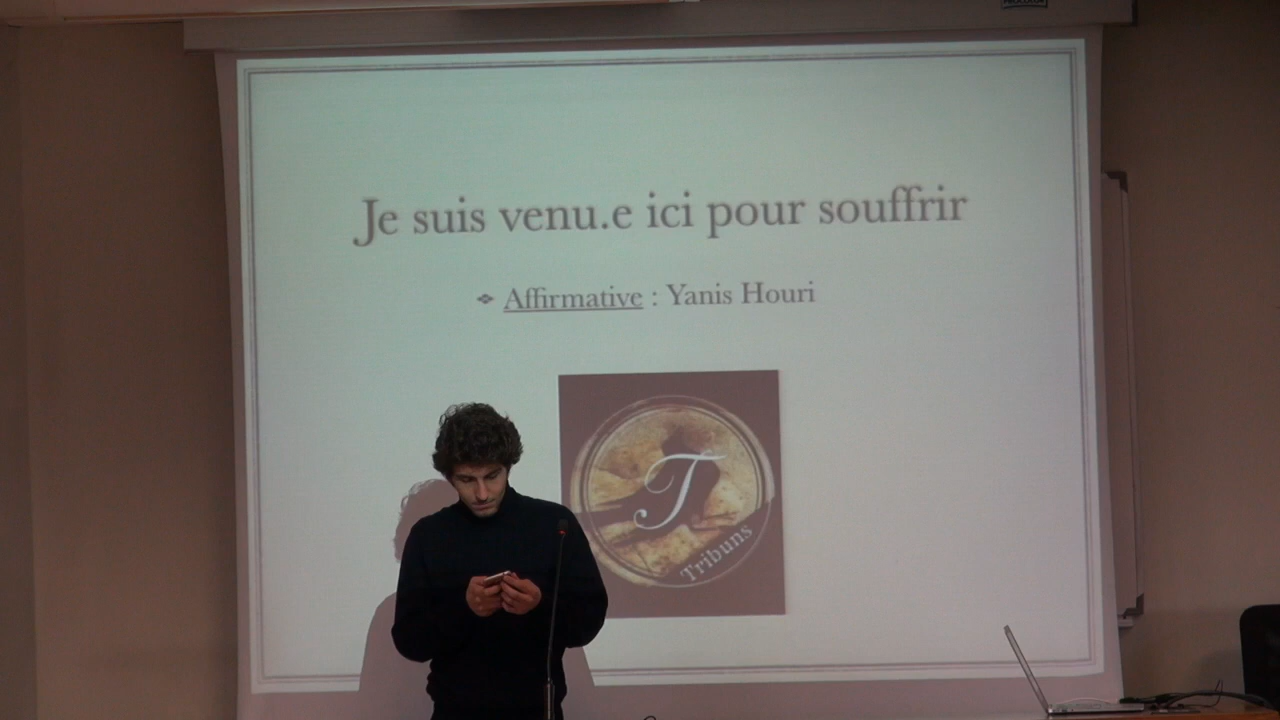 Je suis venu.e ici pour souffrir
Affirmative : Yanis Houri
T
Tribuns